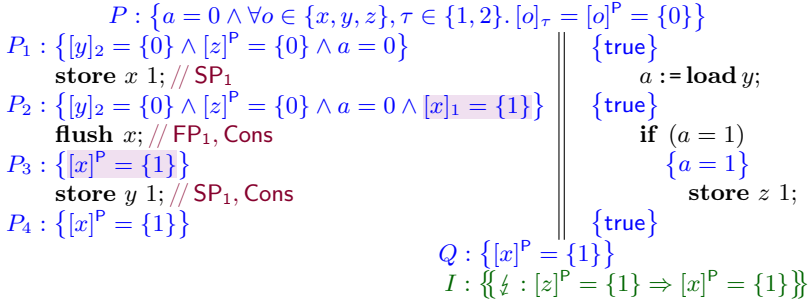 P : {a = 0 ∧ ∀o ∈ {x, y, z}, τ ∈ {1, 2}. [o]_τ = [o]^P = {0}}
P₁ : {[y]₂ = {0} ∧ [z]^P = {0} ∧ a = 0} {true}
store x 1; // SP₁ a := load y;
P₂ : {[y]₂ = {0} ∧ [z]^P = {0} ∧ a = 0 ∧ [x]₁ = {1}} {true}
flush x; // FP₁, Cons if (a = 1)
P₃ : {[x]^P = {1}} {a = 1}
store y 1; // SP₁, Cons store z 1;
P₄ : {[x]^P = {1}} {true}
Q : {[x]^P = {1}}
I : {{↯ : [z]^P = {1} ⇒ [x]^P = {1}}}